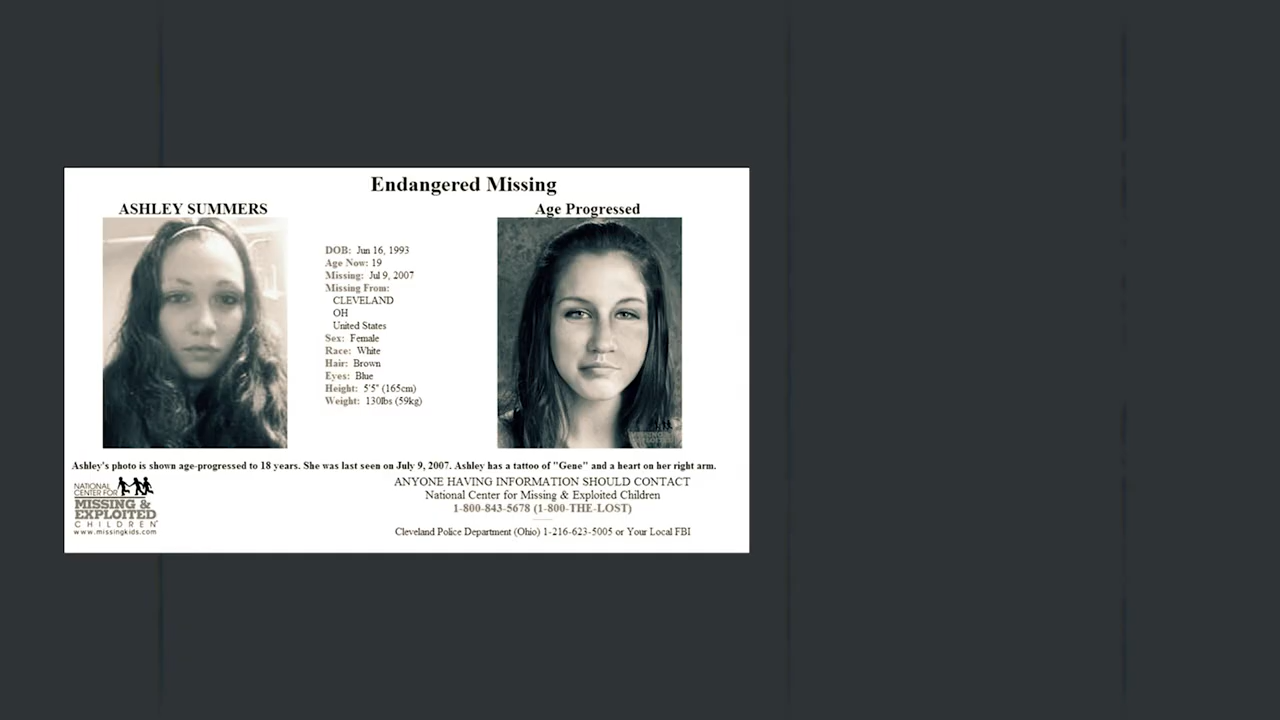 Endangered Missing
ASHLEY SUMMERS
Age Progressed
DOB: Jun 16, 1993
Age Now: 19
Missing: Jul 9, 2007
Missing From:
CLEVELAND
OH
United States
Sex: Female
Race: White
Hair: Brown
Eyes: Blue
Height: 5'5" (165cm)
Weight: 130lbs (59kg)
Ashley's photo is shown age-progressed to 18 years. She was last seen on July 9, 2007. Ashley has a tattoo of "Gene" and a heart on her right arm.
NATIONAL
CENTER FOR
MISSING &
EXPLOITED
CHILDREN
www.missingkids.com
ANYONE HAVING INFORMATION SHOULD CONTACT
National Center for Missing & Exploited Children
1-800-843-5678 (1-800-THE-LOST)
Cleveland Police Department (Ohio) 1-216-623-5005 or Your Local FBI